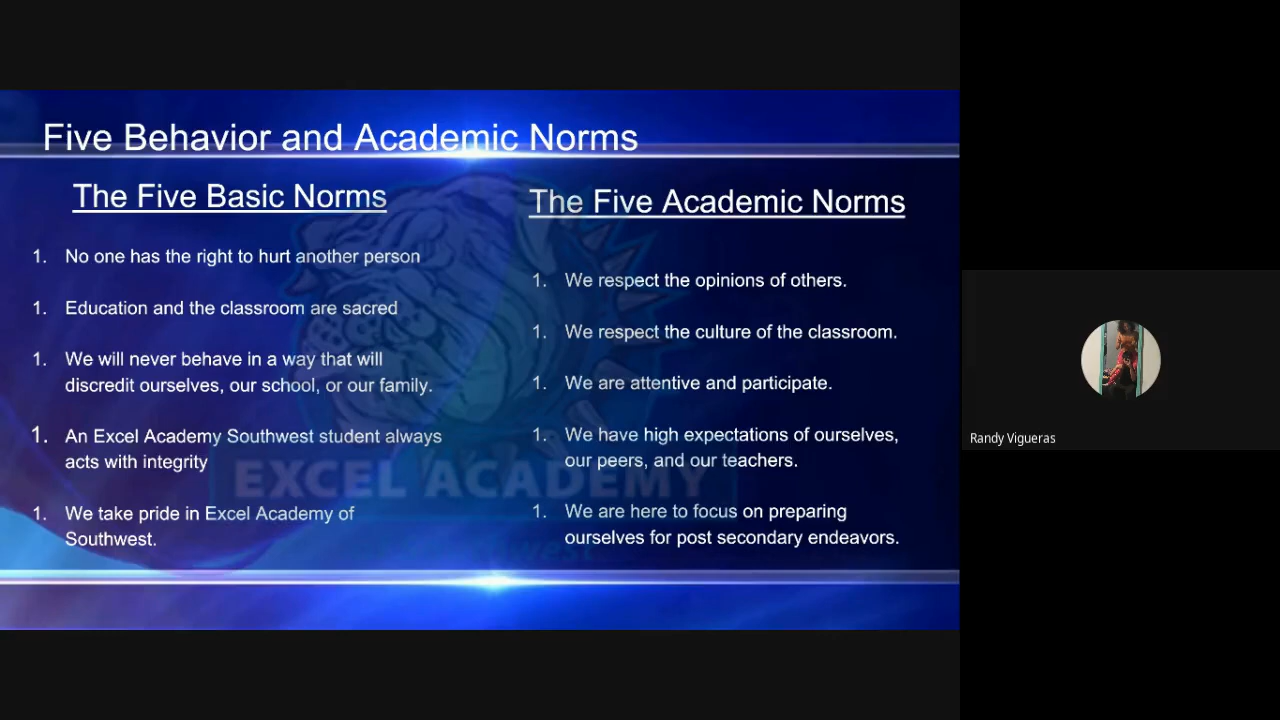 Five Behavior and Academic Norms
The Five Basic Norms
1. No one has the right to hurt another person
1. Education and the classroom are sacred
1. We will never behave in a way that will
discredit ourselves, our school, or our family.
1. An Excel Academy Southwest student always
acts with integrity
1. We take pride in Excel Academy of
Southwest.
The Five Academic Norms
1. We respect the opinions of others.
1. We respect the culture of the classroom.
1. We are attentive and participate.
1. We have high expectations of ourselves,
our peers, and our teachers.
1. We are here to focus on preparing
ourselves for post secondary endeavors.
EXCEL ACADEMY
Randy Vigueras